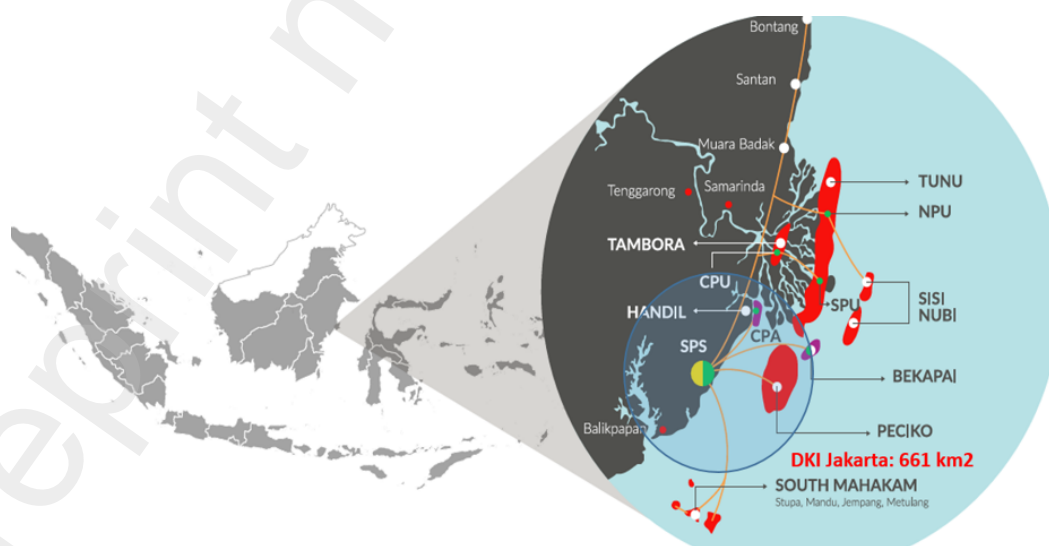 eprint n
Bontang
Santan
Muara Badak
Tenggarong
Samarinda
TUNU
NPU
TAMBORA
CPU
SPU
SISI
NUBI
HANDIL
CPA
SPS
BEKAPAI
PECIKO
Balikpapan
DKI Jakarta: 661 km2
SOUTH MAHAKAM
Stupa, Mandu, Jempang, Metulang